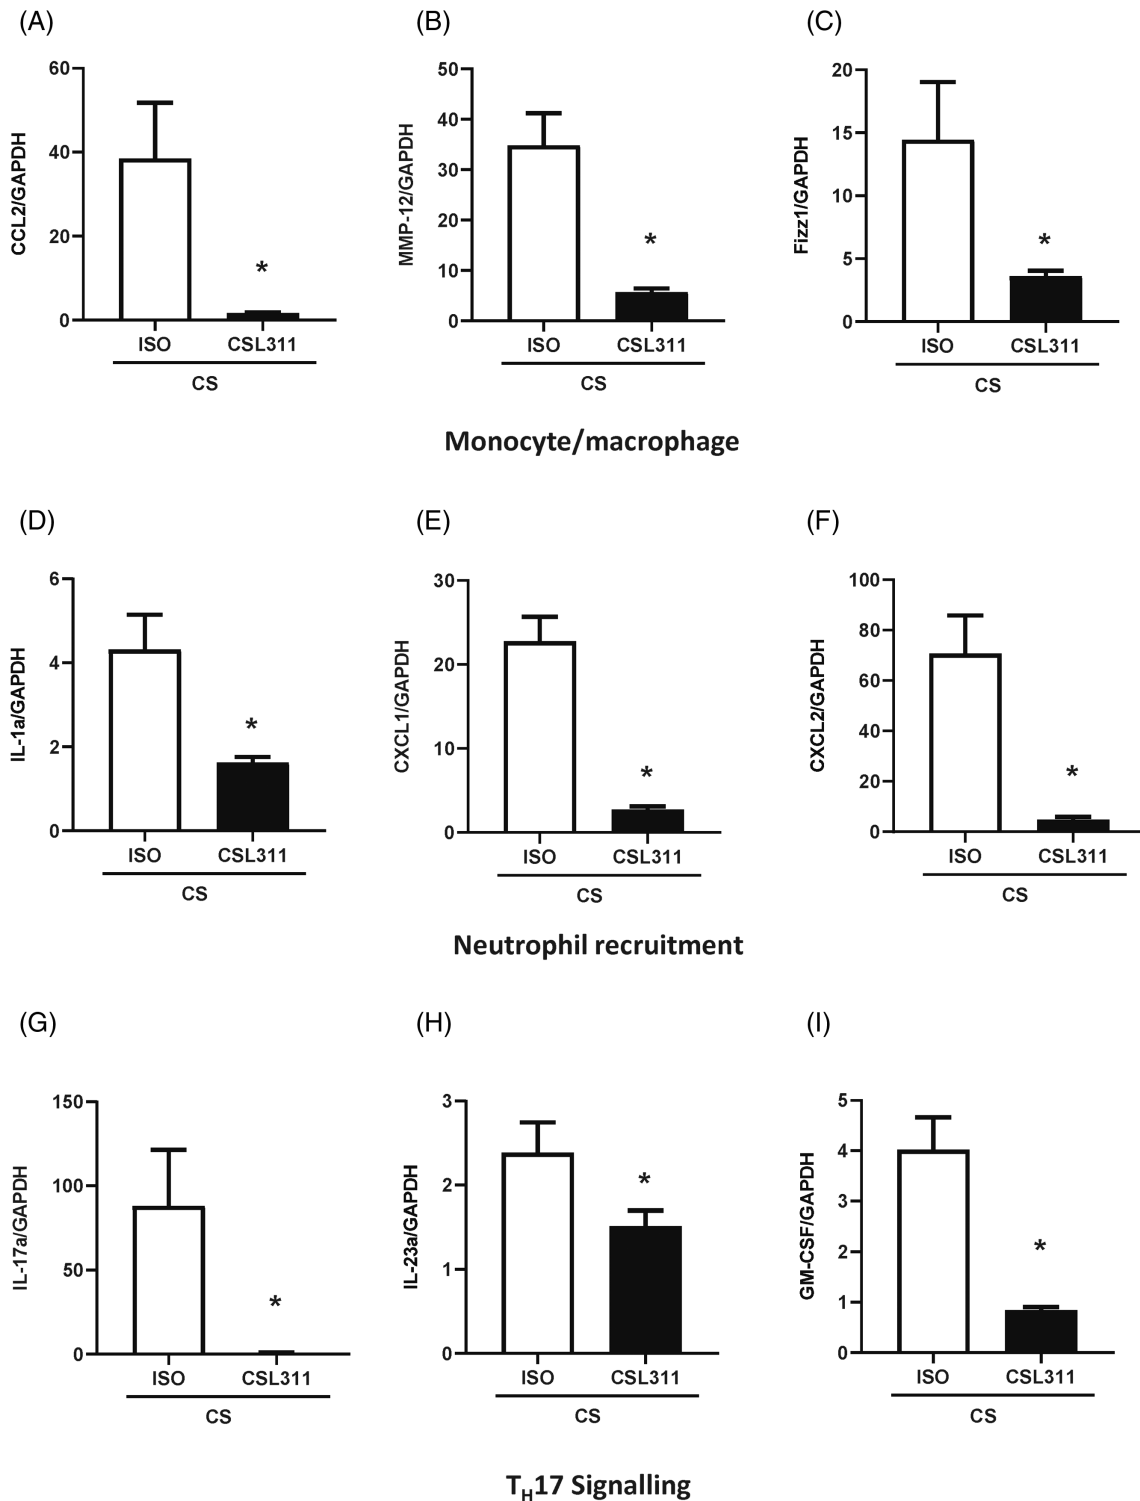 (A)
(B)
(C)
CCL2/GAPDH
60
40
20
0
*
ISO
CSL311
CS
MMP-12/GAPDH
50
40
30
20
10
0
*
ISO
CSL311
CS
Fizz1/GAPDH
20
15
10
5
0
*
ISO
CSL311
CS
Monocyte/macrophage
(D)
(E)
(F)
IL-1a/GAPDH
6
4
2
0
*
ISO
CSL311
CS
CXCL1/GAPDH
30
20
10
0
*
ISO
CSL311
CS
CXCL2/GAPDH
100
80
60
40
20
0
*
ISO
CSL311
CS
Neutrophil recruitment
(G)
(H)
(I)
IL-17a/GAPDH
150
100
50
0
*
ISO
CSL311
CS
IL-23a/GAPDH
3
2
1
0
*
ISO
CSL311
CS
GM-CSF/GAPDH
5
4
3
2
1
0
*
ISO
CSL311
CS
TH17 Signalling